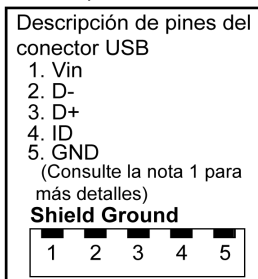 Descripción de pines del
conector USB
1. Vin
2. D-
3. D+
4. ID
5. GND
(Consulte la nota 1 para
más detalles)
Shield Ground
1 2 3 4 5